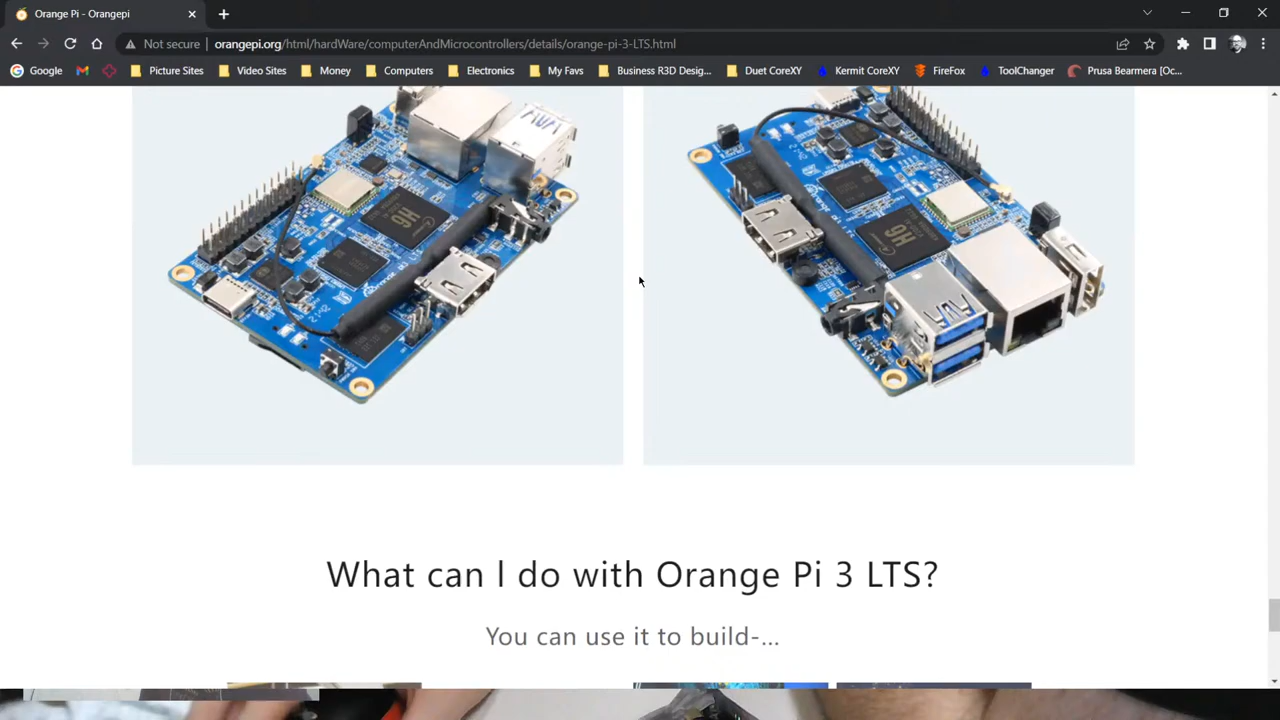 Orange Pi - Orangepi
Not secure
orangepi.org/html/hardWare/computerAndMicrocontrollers/details/orange-pi-3-LTS.html
Google
Picture Sites
Video Sites
Money
Computers
Electronics
My Favs
Business R3D Desig...
Duet CoreXY
Kermit CoreXY
FireFox
ToolChanger
Prusa Bearmera [Oc...
H6
H6
What can I do with Orange Pi 3 LTS?
You can use it to build-...